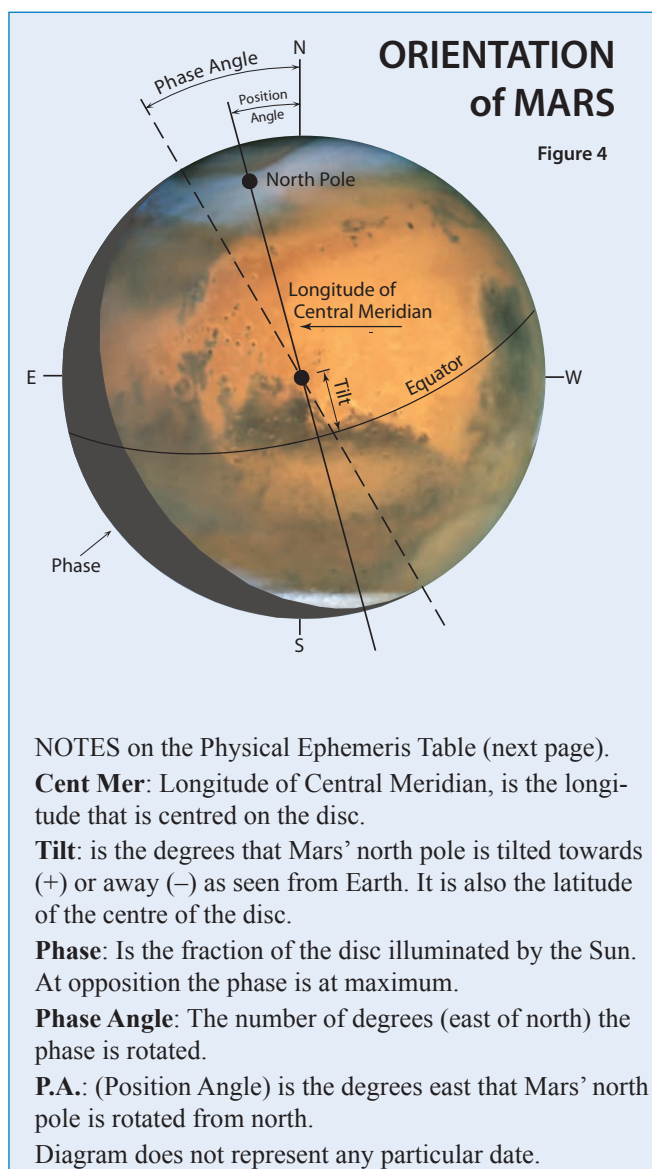 ORIENTATION
of MARS
Figure 4
N
Phase Angle
Position
Angle
North Pole
Longitude of
Central Meridian
E
W
Tilt
Equator
Phase
S
NOTES on the Physical Ephemeris Table (next page).
Cent Mer: Longitude of Central Meridian, is the longi-
tude that is centred on the disc.
Tilt: is the degrees that Mars’ north pole is tilted towards
(+) or away (–) as seen from Earth. It is also the latitude
of the centre of the disc.
Phase: Is the fraction of the disc illuminated by the Sun.
At opposition the phase is at maximum.
Phase Angle: The number of degrees (east of north) the
phase is rotated.
P.A.: (Position Angle) is the degrees east that Mars’ north
pole is rotated from north.
Diagram does not represent any particular date.